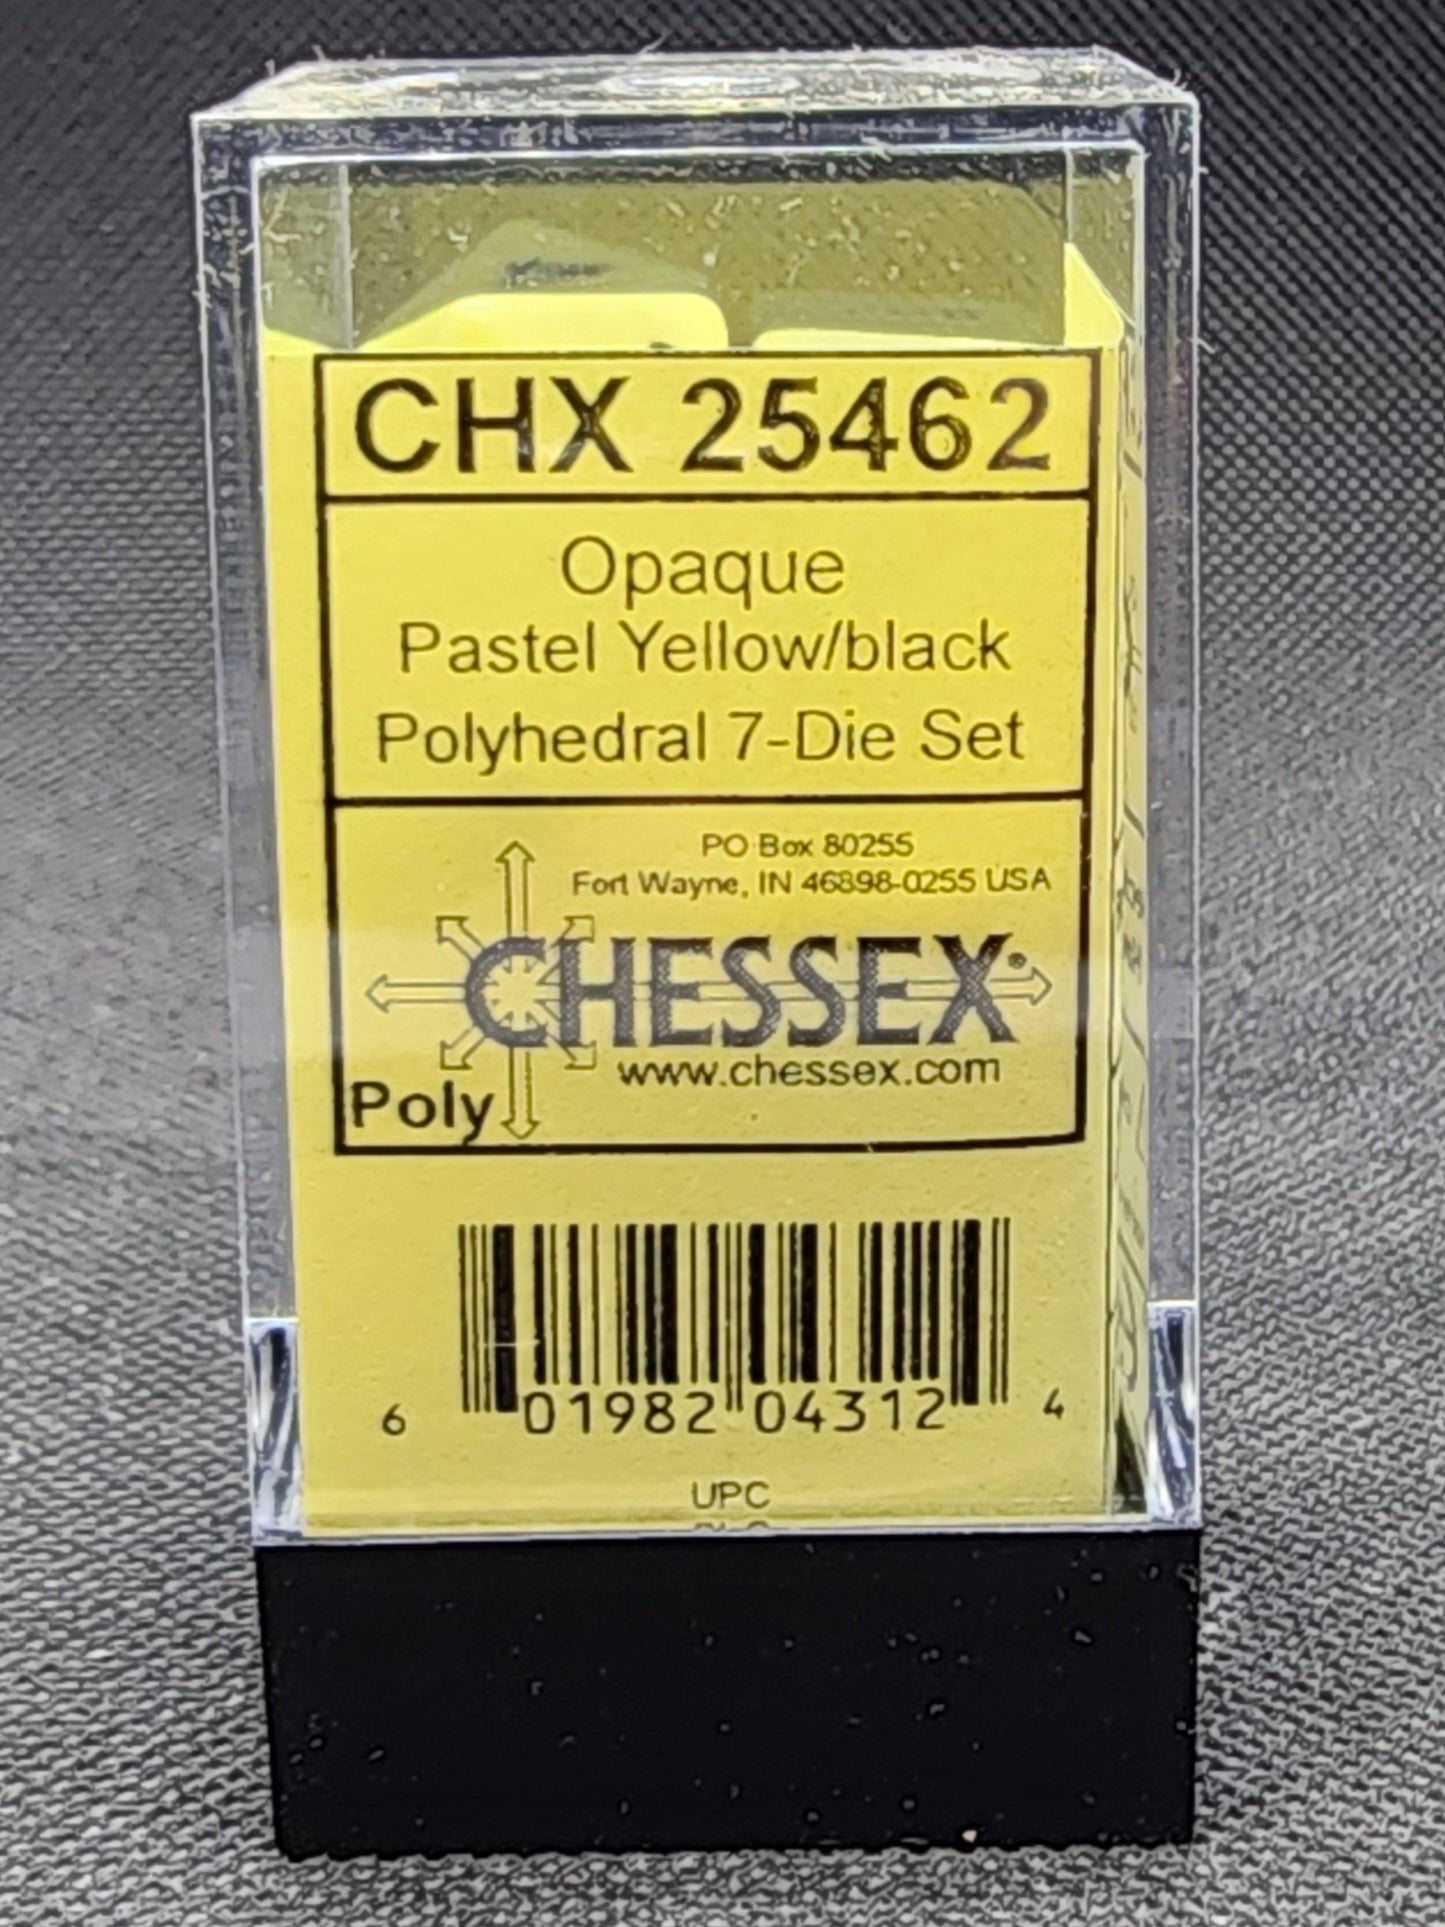 CHX 25462
Opaque
Pastel Yellow/black
Polyhedral 7-Die Set
PO Box 80255
Fort Wayne, IN 46898-0255 USA
CHESSEX®
www.chessex.com
Poly
6 01982 04312 4
UPC